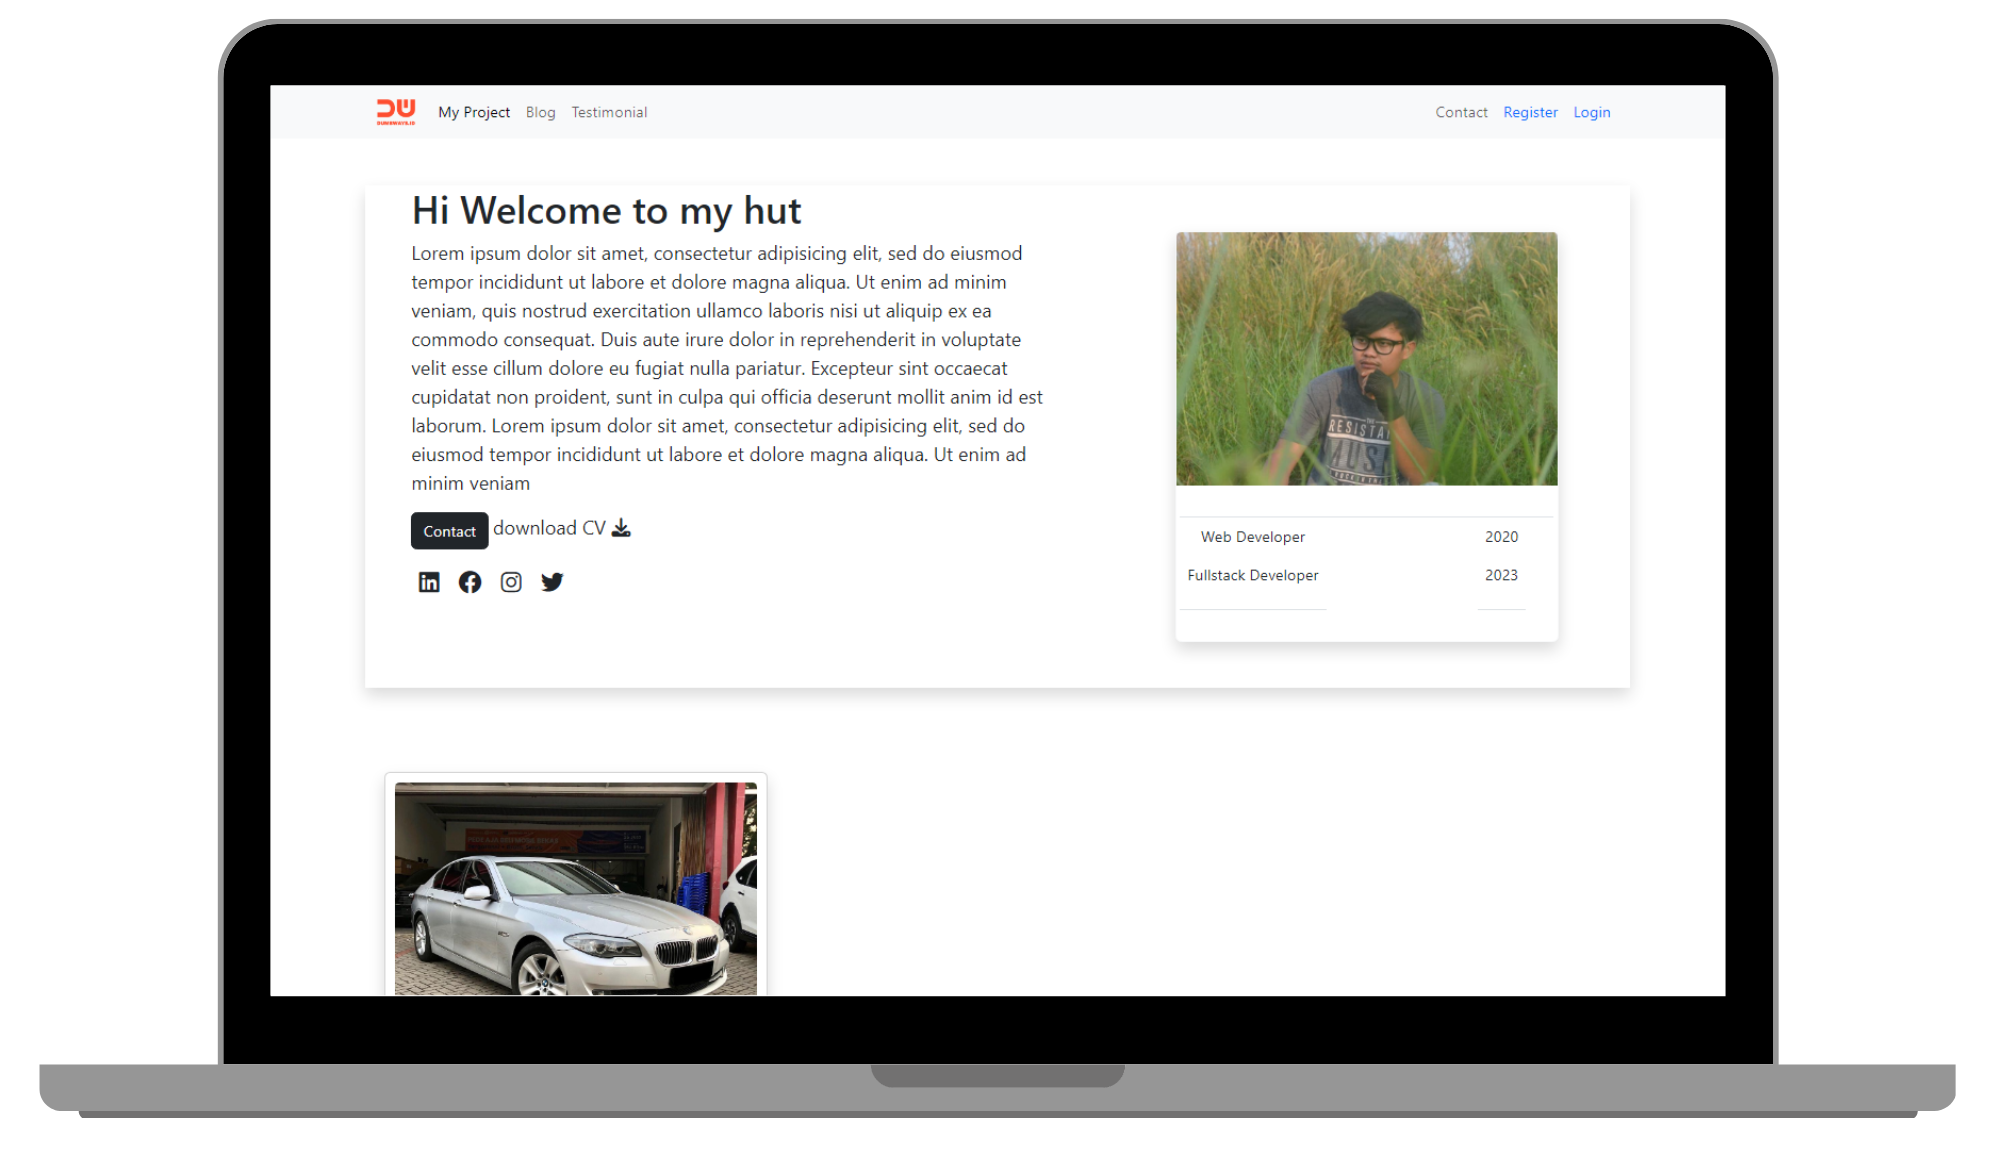 DW
DUMBWAYS.ID
My Project Blog Testimonial
Contact Register Login
Hi Welcome to my hut
Lorem ipsum dolor sit amet, consectetur adipisicing elit, sed do eiusmod
tempor incididunt ut labore et dolore magna aliqua. Ut enim ad minim
veniam, quis nostrud exercitation ullamco laboris nisi ut aliquip ex ea
commodo consequat. Duis aute irure dolor in reprehenderit in voluptate
velit esse cillum dolore eu fugiat nulla pariatur. Excepteur sint occaecat
cupidatat non proident, sunt in culpa qui officia deserunt mollit anim id est
laborum. Lorem ipsum dolor sit amet, consectetur adipisicing elit, sed do
eiusmod tempor incididunt ut labore et dolore magna aliqua. Ut enim ad
minim veniam
Contact download CV
THE
RESISTA
MUS
Web Developer 2020
Fullstack Developer 2023